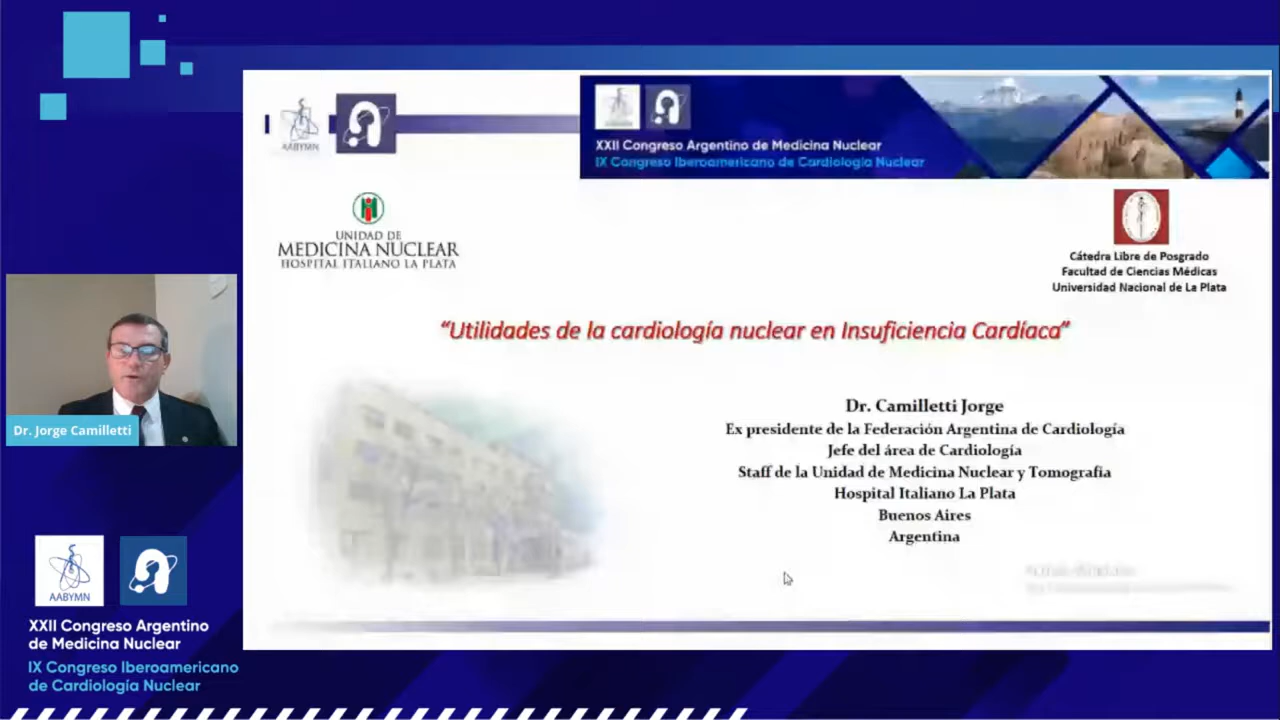 AABYMN
XXII Congreso Argentino de Medicina Nuclear
IX Congreso Iberoamericano de Cardiología Nuclear
UNIDAD DE
MEDICINA NUCLEAR
HOSPITAL ITALIANO LA PLATA
Cátedra Libre de Posgrado
Facultad de Ciencias Médicas
Universidad Nacional de La Plata
“Utilidades de la cardiología nuclear en Insuficiencia Cardíaca”
Dr. Camilletti Jorge
Ex presidente de la Federación Argentina de Cardiología
Jefe del área de Cardiología
Staff de la Unidad de Medicina Nuclear y Tomografía
Hospital Italiano La Plata
Buenos Aires
Argentina
Dr. Jorge Camilletti
AABYMN
XXII Congreso Argentino
de Medicina Nuclear
IX Congreso Iberoamericano
de Cardiología Nuclear